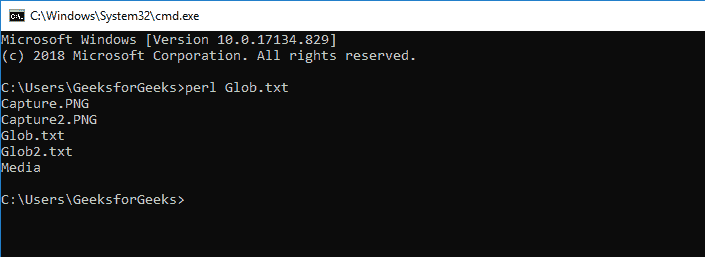 C:\Windows\System32\cmd.exe
Microsoft Windows [Version 10.0.17134.829]
(c) 2018 Microsoft Corporation. All rights reserved.
C:\Users\GeeksforGeeks>perl Glob.txt
Capture.PNG
Capture2.PNG
Glob.txt
Glob2.txt
Media
C:\Users\GeeksforGeeks>